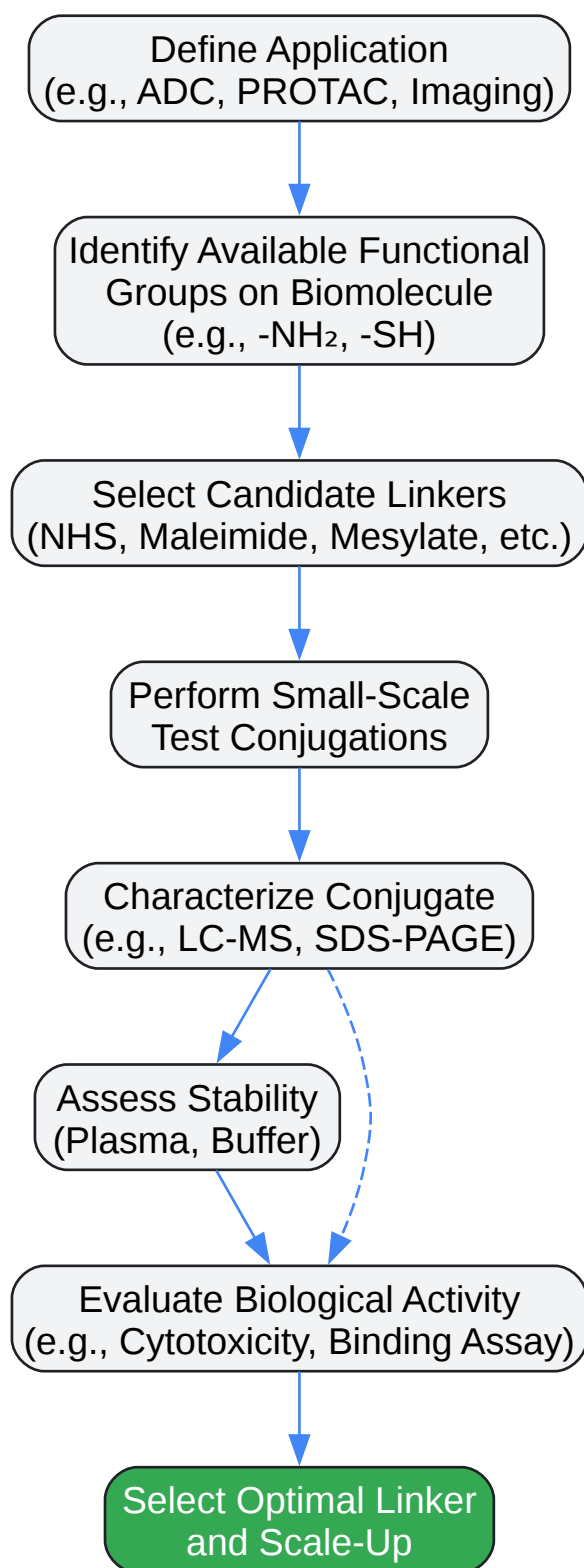 Define Application
(e.g., ADC, PROTAC, Imaging)
Identify Available Functional
Groups on Biomolecule
(e.g., -NH₂, -SH)
Select Candidate Linkers
(NHS, Maleimide, Mesylate, etc.)
Perform Small-Scale
Test Conjugations
Characterize Conjugate
(e.g., LC-MS, SDS-PAGE)
Assess Stability
(Plasma, Buffer)
Evaluate Biological Activity
(e.g., Cytotoxicity, Binding Assay)
Select Optimal Linker
and Scale-Up